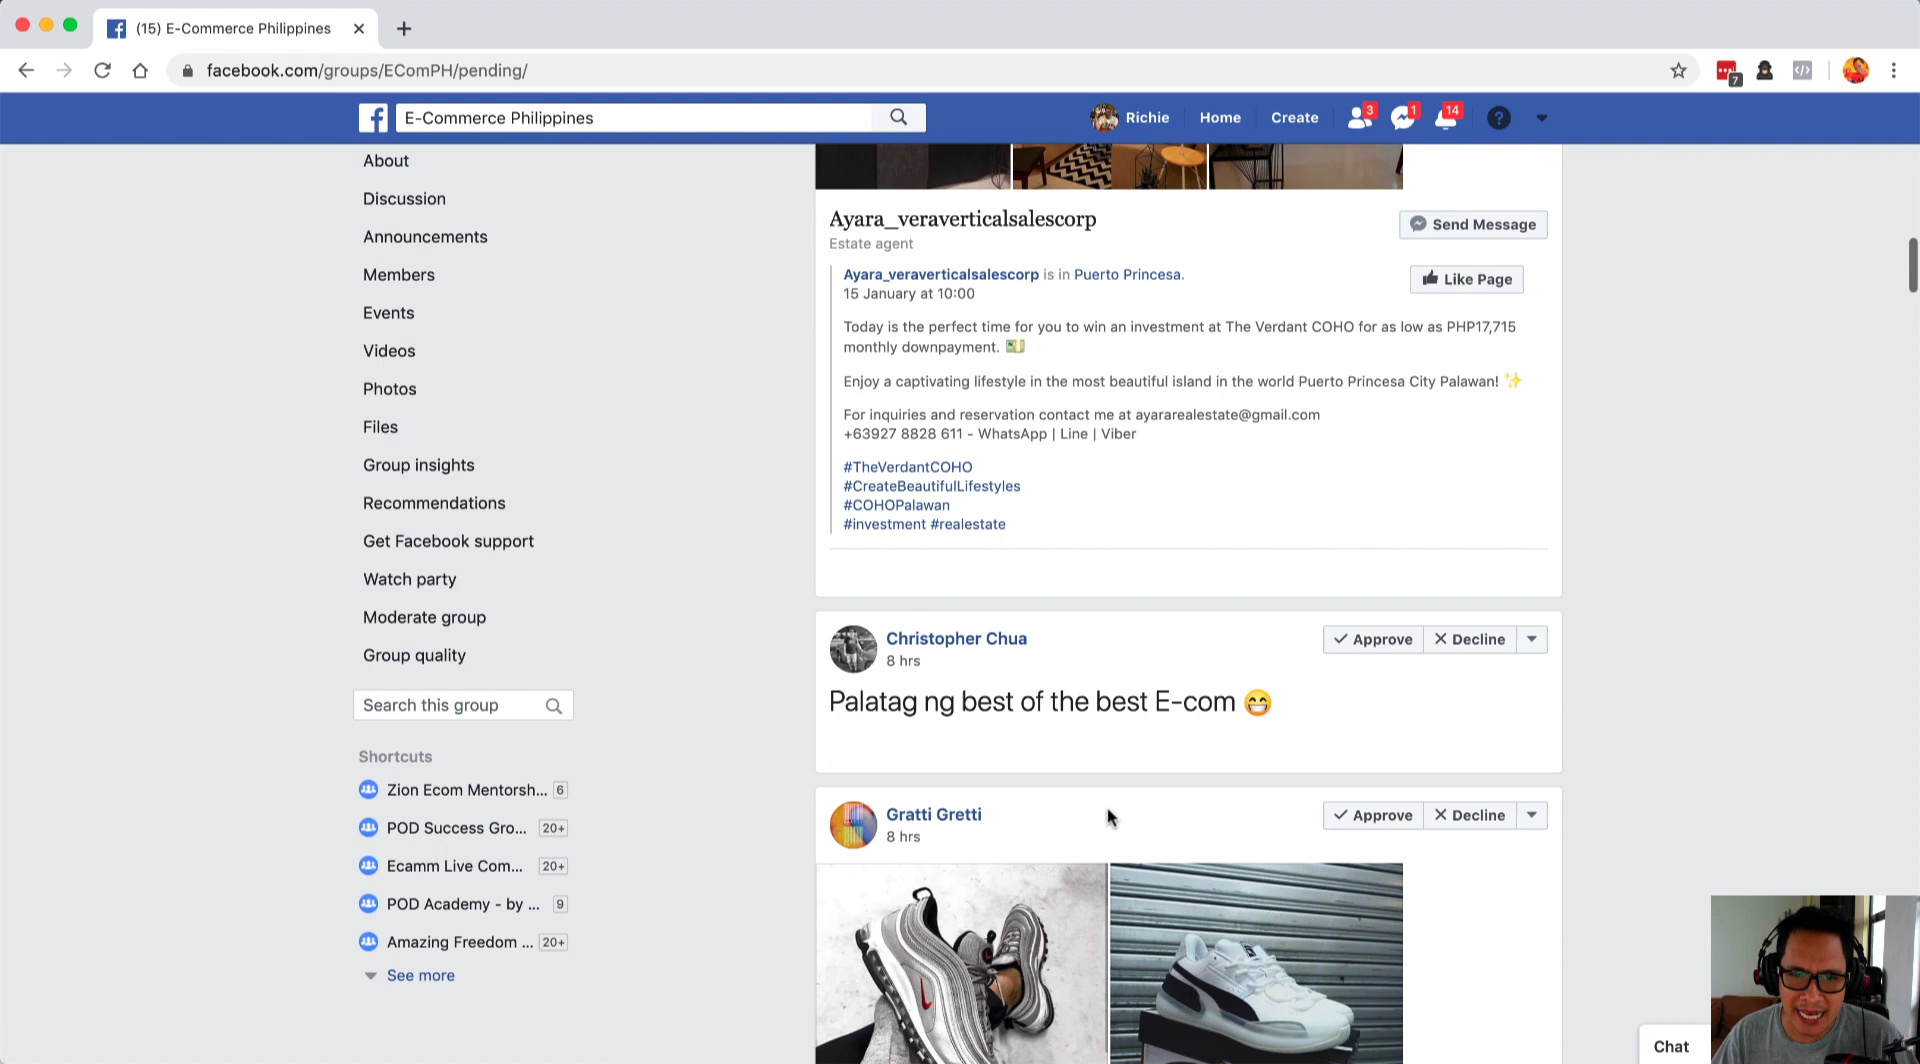 (15) E-Commerce Philippines
facebook.com/groups/EComPH/pending/
7
E-Commerce Philippines
Richie
Home
Create
3
1
14
About
Discussion
Announcements
Members
Events
Videos
Photos
Files
Group insights
Recommendations
Get Facebook support
Watch party
Moderate group
Group quality
Search this group
Shortcuts
Zion Ecom Mentorsh... 6
POD Success Gro... 20+
Ecamm Live Com... 20+
POD Academy - by ... 9
Amazing Freedom ... 20+
See more
Ayara_veraverticalsalescorp
Estate agent
Send Message
Ayara_veraverticalsalescorp is in Puerto Princesa.
15 January at 10:00
Like Page
Today is the perfect time for you to win an investment at The Verdant COHO for as low as PHP17,715
monthly downpayment.
Enjoy a captivating lifestyle in the most beautiful island in the world Puerto Princesa City Palawan! ✨
For inquiries and reservation contact me at ayararealestate@gmail.com
+63927 8828 611 - WhatsApp | Line | Viber
#TheVerdantCOHO
#CreateBeautifulLifestyles
#COHOPalawan
#investment #realestate
Christopher Chua
8 hrs
Approve
Decline
Palatag ng best of the best E-com 😁
Gratti Gretti
8 hrs
Approve
Decline
Chat